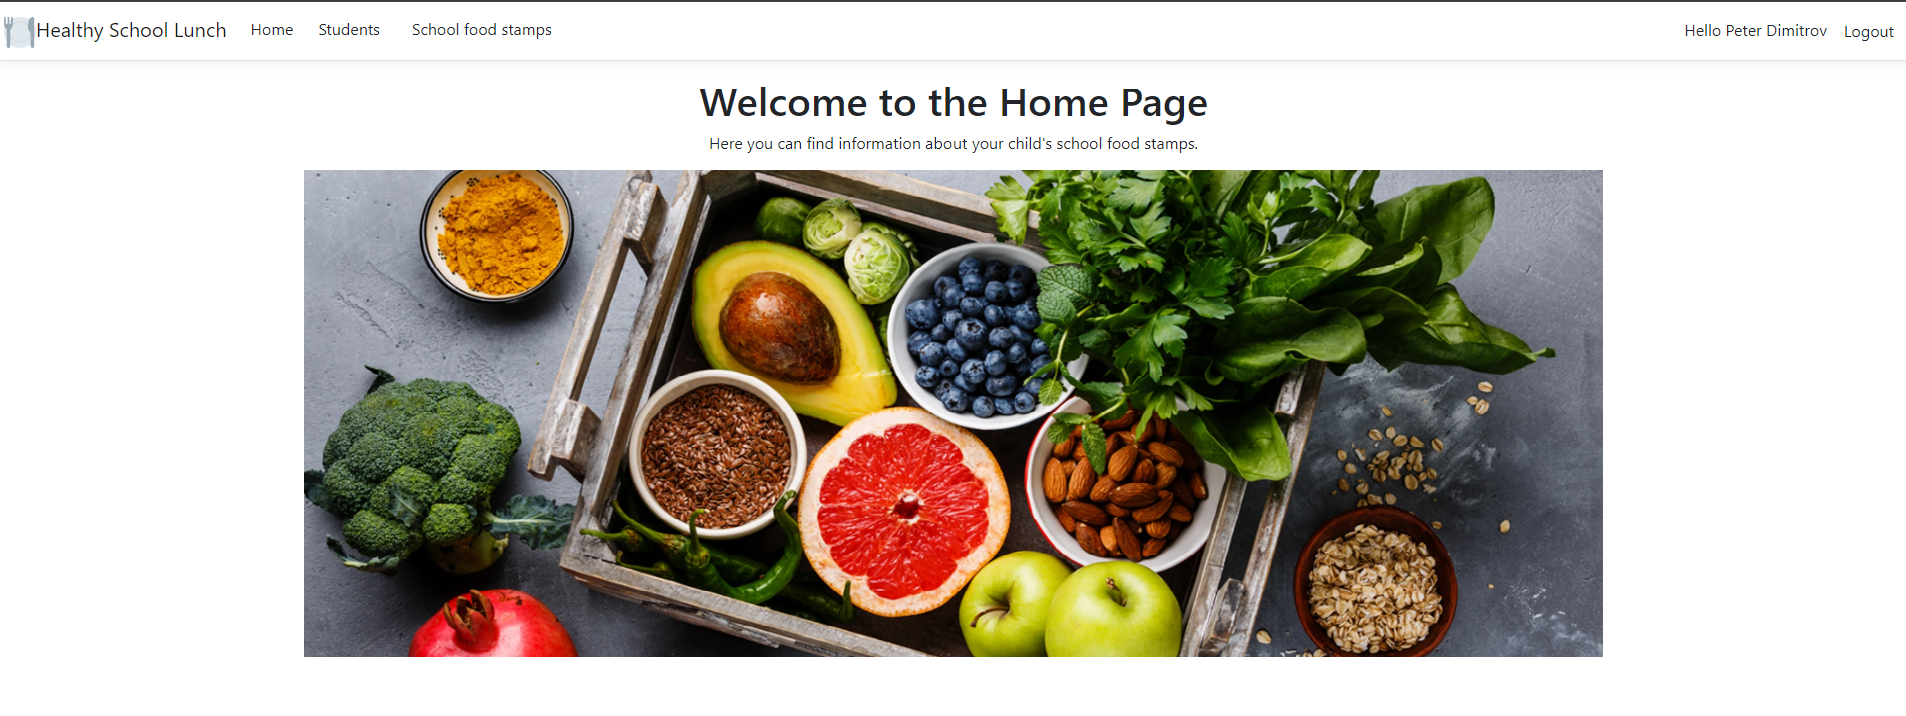 Healthy School Lunch Home Students School food stamps Hello Peter Dimitrov Logout
Welcome to the Home Page
Here you can find information about your child's school food stamps.